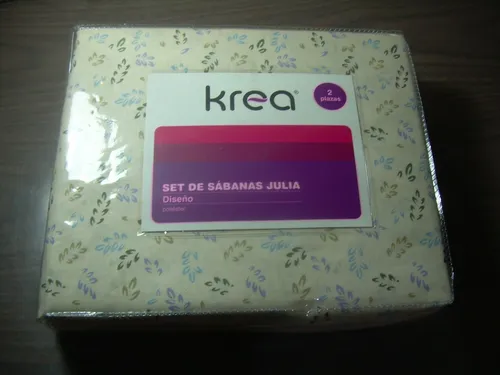 krea
2
plazas
SET DE SÁBANAS JULIA
Diseño